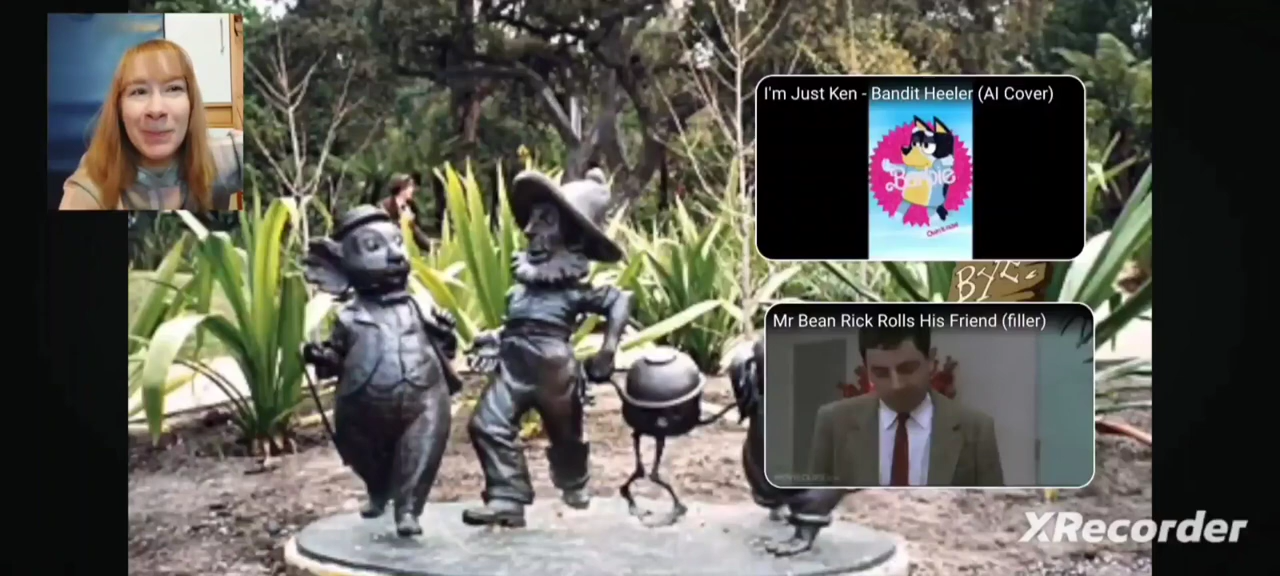 I'm Just Ken - Bandit Heeler (AI Cover)
Barbie
BYE-
Mr Bean Rick Rolls His Friend (filler)
XRecorder